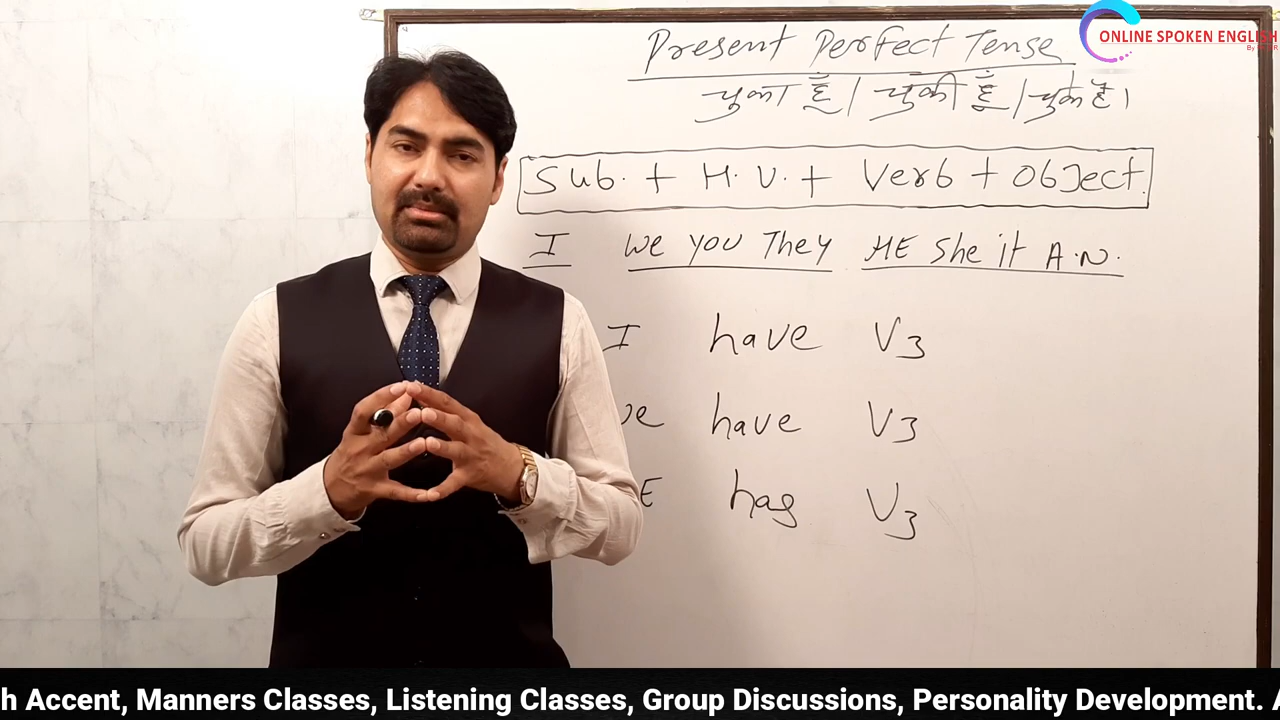 Present Perfect Tense
ONLINE SPOKEN ENGLISH
चुका हूँ। चुकी हूँ। चुके हैं।
Sub. + H.V. + Verb + Object.
I We you They HE She it A.N.
I have V3
we have V3
E has V3
h Accent, Manners Classes, Listening Classes, Group Discussions, Personality Development.